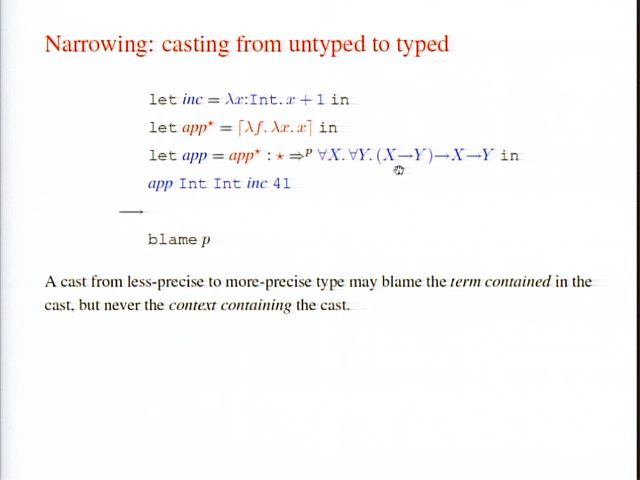 Narrowing: casting from untyped to typed
let inc = λx:Int. x + 1 in
let app⋆ = ⌈λf. λx. x⌉ in
let app = app⋆ : ⋆ ⇒ᵖ ∀X. ∀Y. (X→Y)→X→Y in
app Int Int inc 41
⟶
blame p
A cast from less-precise to more-precise type may blame the term contained in the
cast, but never the context containing the cast.